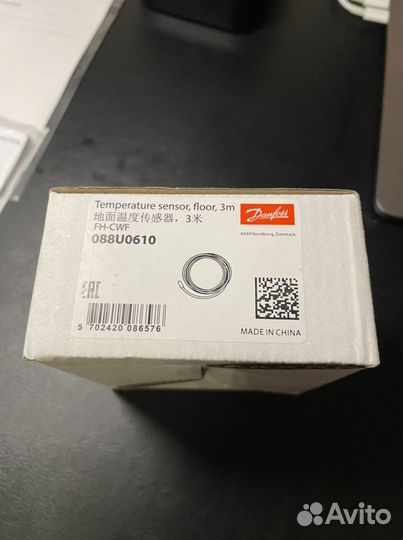 Temperature sensor, floor, 3m
地面温度传感器，3米
FH-CWF
088U0610
Danfoss
6430 Nordborg, Denmark
EAC
5 702420 086576
MADE IN CHINA
Avito